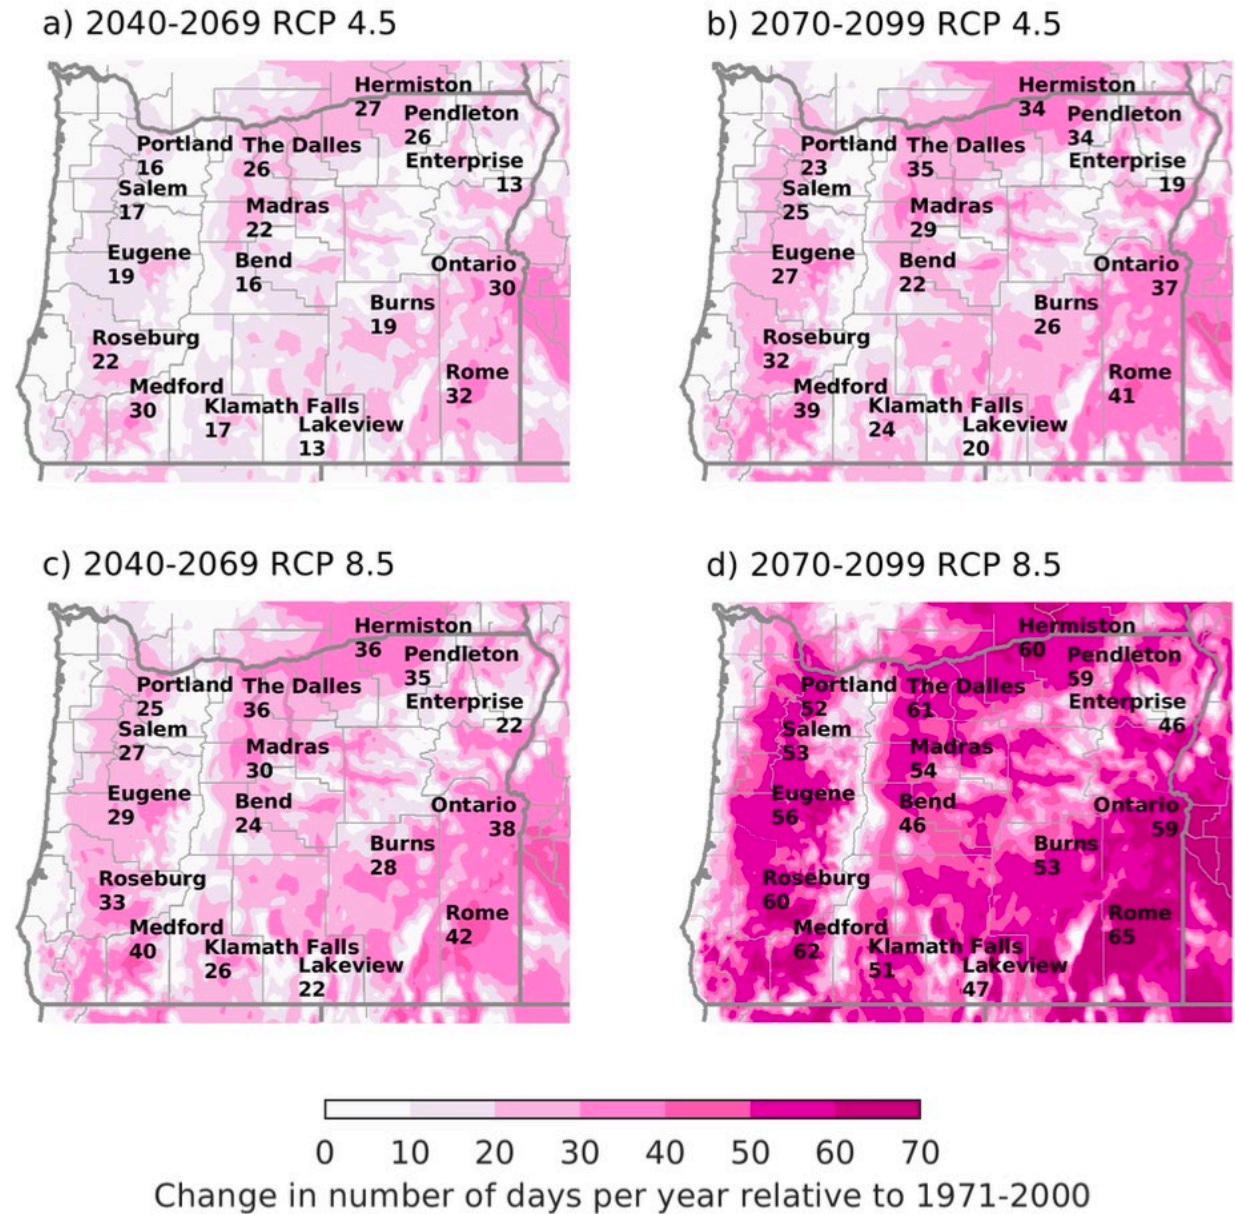 a) 2040-2069 RCP 4.5
Hermiston
27
Pendleton
26
Portland
16
The Dalles
26
Enterprise
13
Salem
17
Madras
22
Eugene
19
Bend
16
Ontario
30
Burns
19
Roseburg
22
Medford
30
Rome
32
Klamath Falls
17
Lakeview
13
b) 2070-2099 RCP 4.5
Hermiston
34
Pendleton
34
Portland
23
The Dalles
35
Enterprise
19
Salem
25
Madras
29
Eugene
27
Bend
22
Ontario
37
Burns
26
Roseburg
32
Medford
39
Rome
41
Klamath Falls
24
Lakeview
20
c) 2040-2069 RCP 8.5
Hermiston
36
Pendleton
35
Portland
25
The Dalles
36
Enterprise
22
Salem
27
Madras
30
Eugene
29
Bend
24
Ontario
38
Burns
28
Roseburg
33
Medford
40
Rome
42
Klamath Falls
26
Lakeview
22
d) 2070-2099 RCP 8.5
Hermiston
60
Pendleton
59
Portland
52
The Dalles
61
Enterprise
46
Salem
53
Madras
54
Eugene
56
Bend
46
Ontario
59
Burns
53
Roseburg
60
Medford
62
Rome
65
Klamath Falls
51
Lakeview
47
0 10 20 30 40 50 60 70
Change in number of days per year relative to 1971-2000